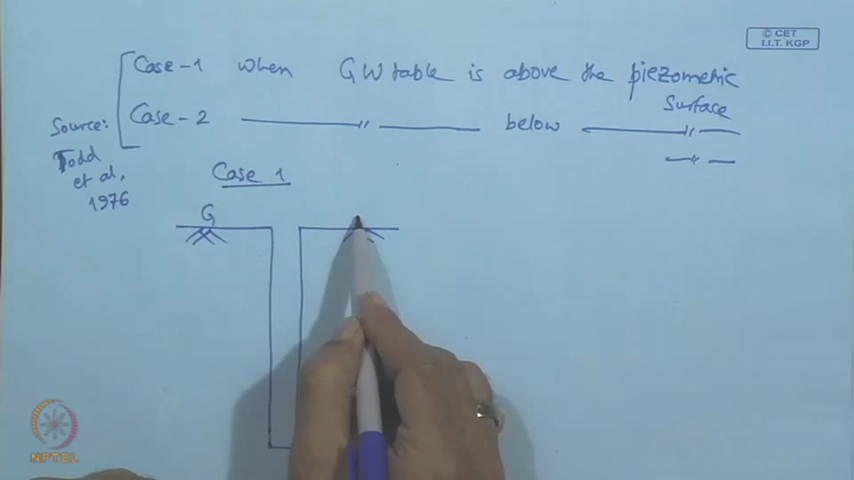 © CET
I.I.T. KGP
Case-1 when GW table is above the piezometric
Surface
Case-2 ——〃—— below ——〃——
——〃——
Source:
Todd
et al,
1976
Case 1
G
NPTEL